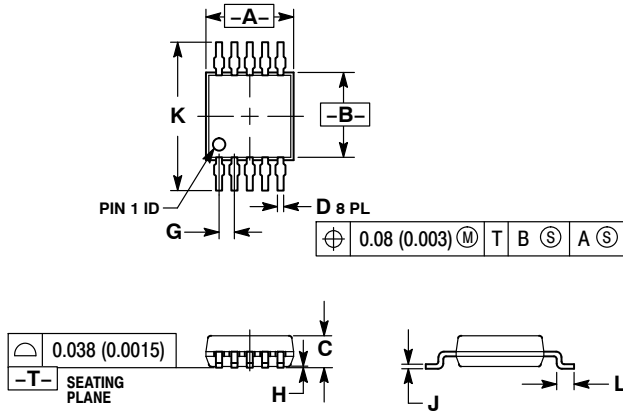 –A–
K
–B–
PIN 1 ID
G
D 8 PL
⌖ 0.08 (0.003) Ⓜ T B Ⓢ A Ⓢ
⌓ 0.038 (0.0015)
–T– SEATING
PLANE
C
H
J
L